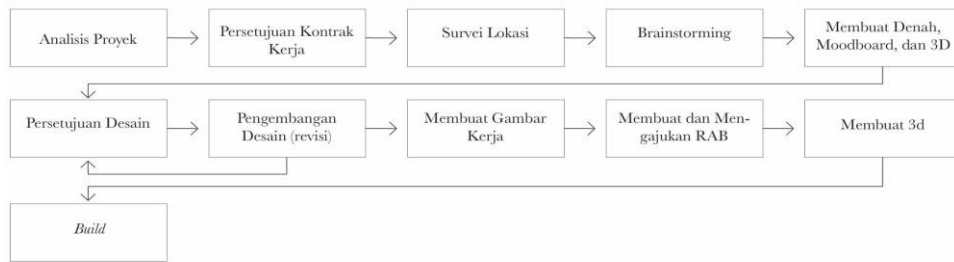 Analisis Proyek
Persetujuan Kontrak
Kerja
Survei Lokasi
Brainstorming
Membuat Denah,
Moodboard, dan 3D
Persetujuan Desain
Pengembangan
Desain (revisi)
Membuat Gambar
Kerja
Membuat dan Men-
gajukan RAB
Membuat 3d
Build